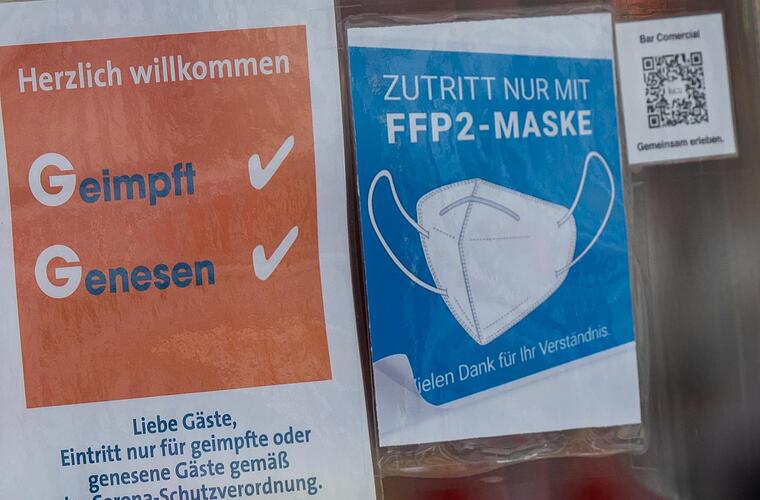 Herzlich willkommen
Geimpft
Genesen
Liebe Gäste,
Eintritt nur für geimpfte oder
genesene Gäste gemäß
Corona-Schutzverordnung.
ZUTRITT NUR MIT
FFP2-MASKE
Vielen Dank für Ihr Verständnis.
Bar Comercial
Gemeinsam erleben.